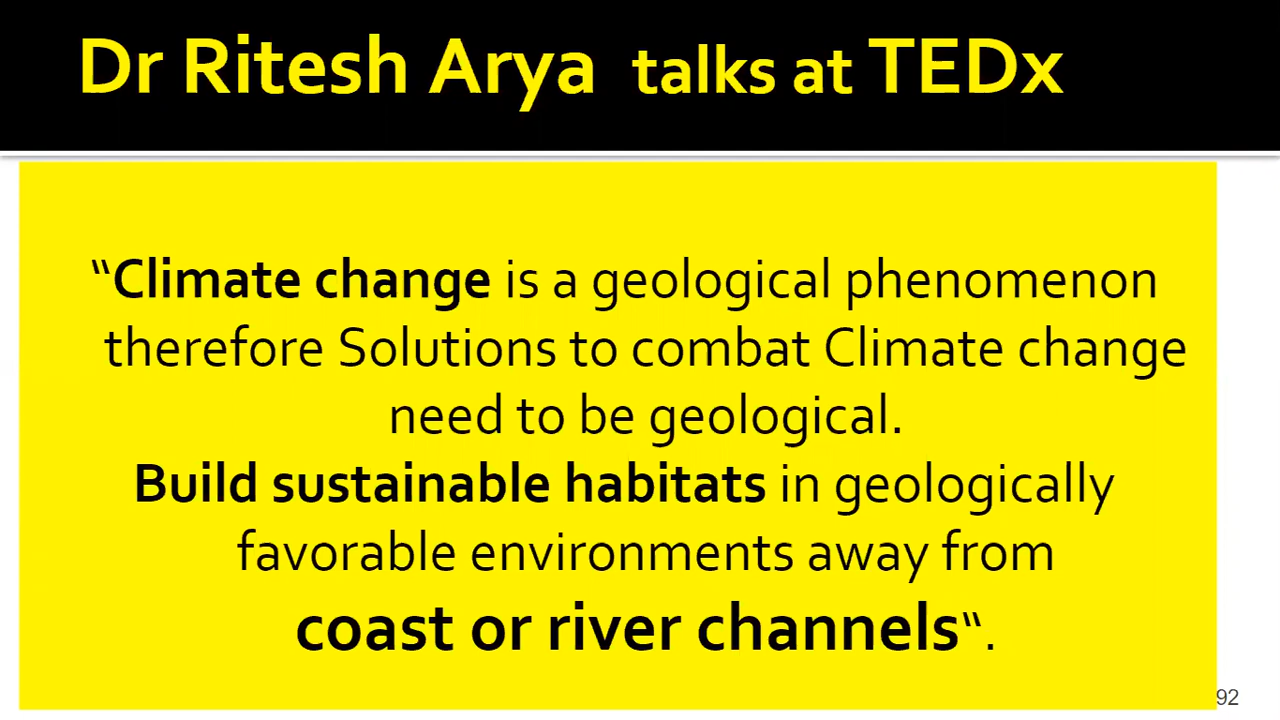 Dr Ritesh Arya talks at TEDx
“Climate change is a geological phenomenon
therefore Solutions to combat Climate change
need to be geological.
Build sustainable habitats in geologically
favorable environments away from
coast or river channels“.
92